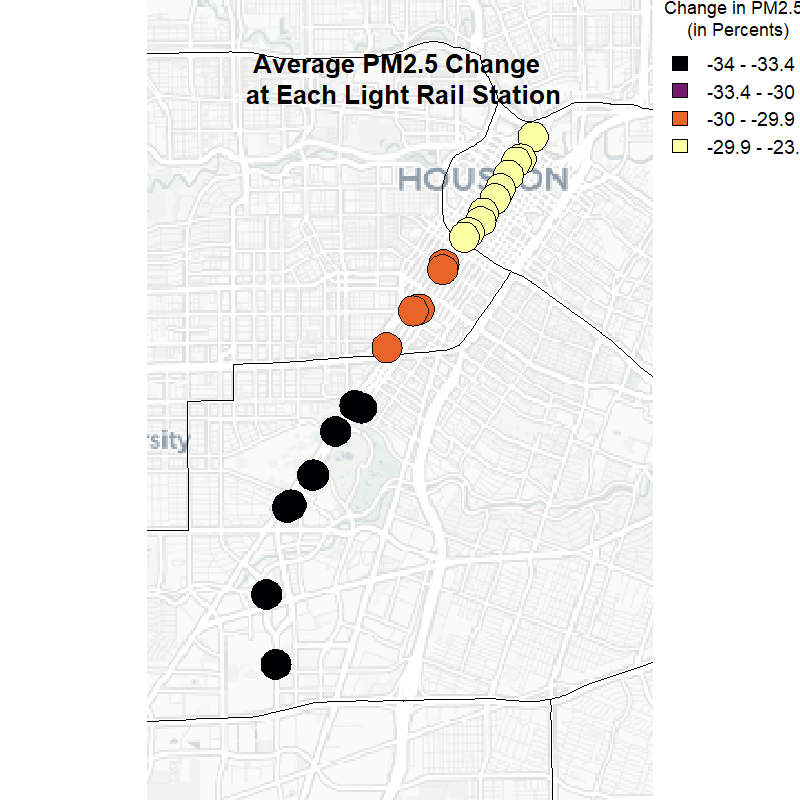 Change in PM2.5
(in Percents)
Average PM2.5 Change
at Each Light Rail Station
-34 - -33.4
-33.4 - -30
-30 - -29.9
-29.9 - -23.
HOUSTON
rsity